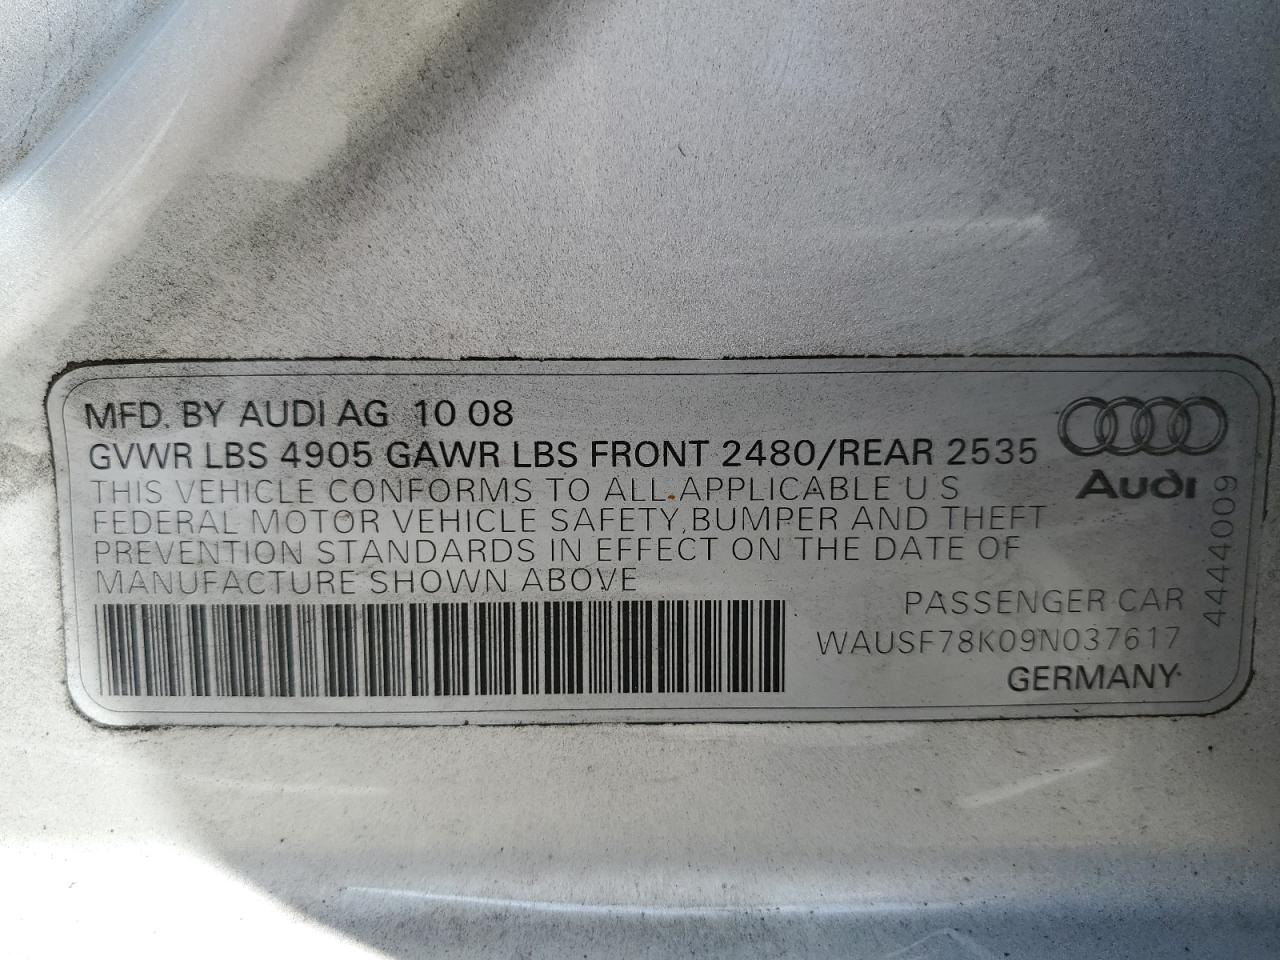 MFD. BY AUDI AG 10 08
GVWR LBS 4905 GAWR LBS FRONT 2480/REAR 2535
THIS VEHICLE CONFORMS TO ALL APPLICABLE U S
FEDERAL MOTOR VEHICLE SAFETY, BUMPER AND THEFT
PREVENTION STANDARDS IN EFFECT ON THE DATE OF
MANUFACTURE SHOWN ABOVE
Audi
PASSENGER CAR
WAUSF78K09N037617
GERMANY
4444009